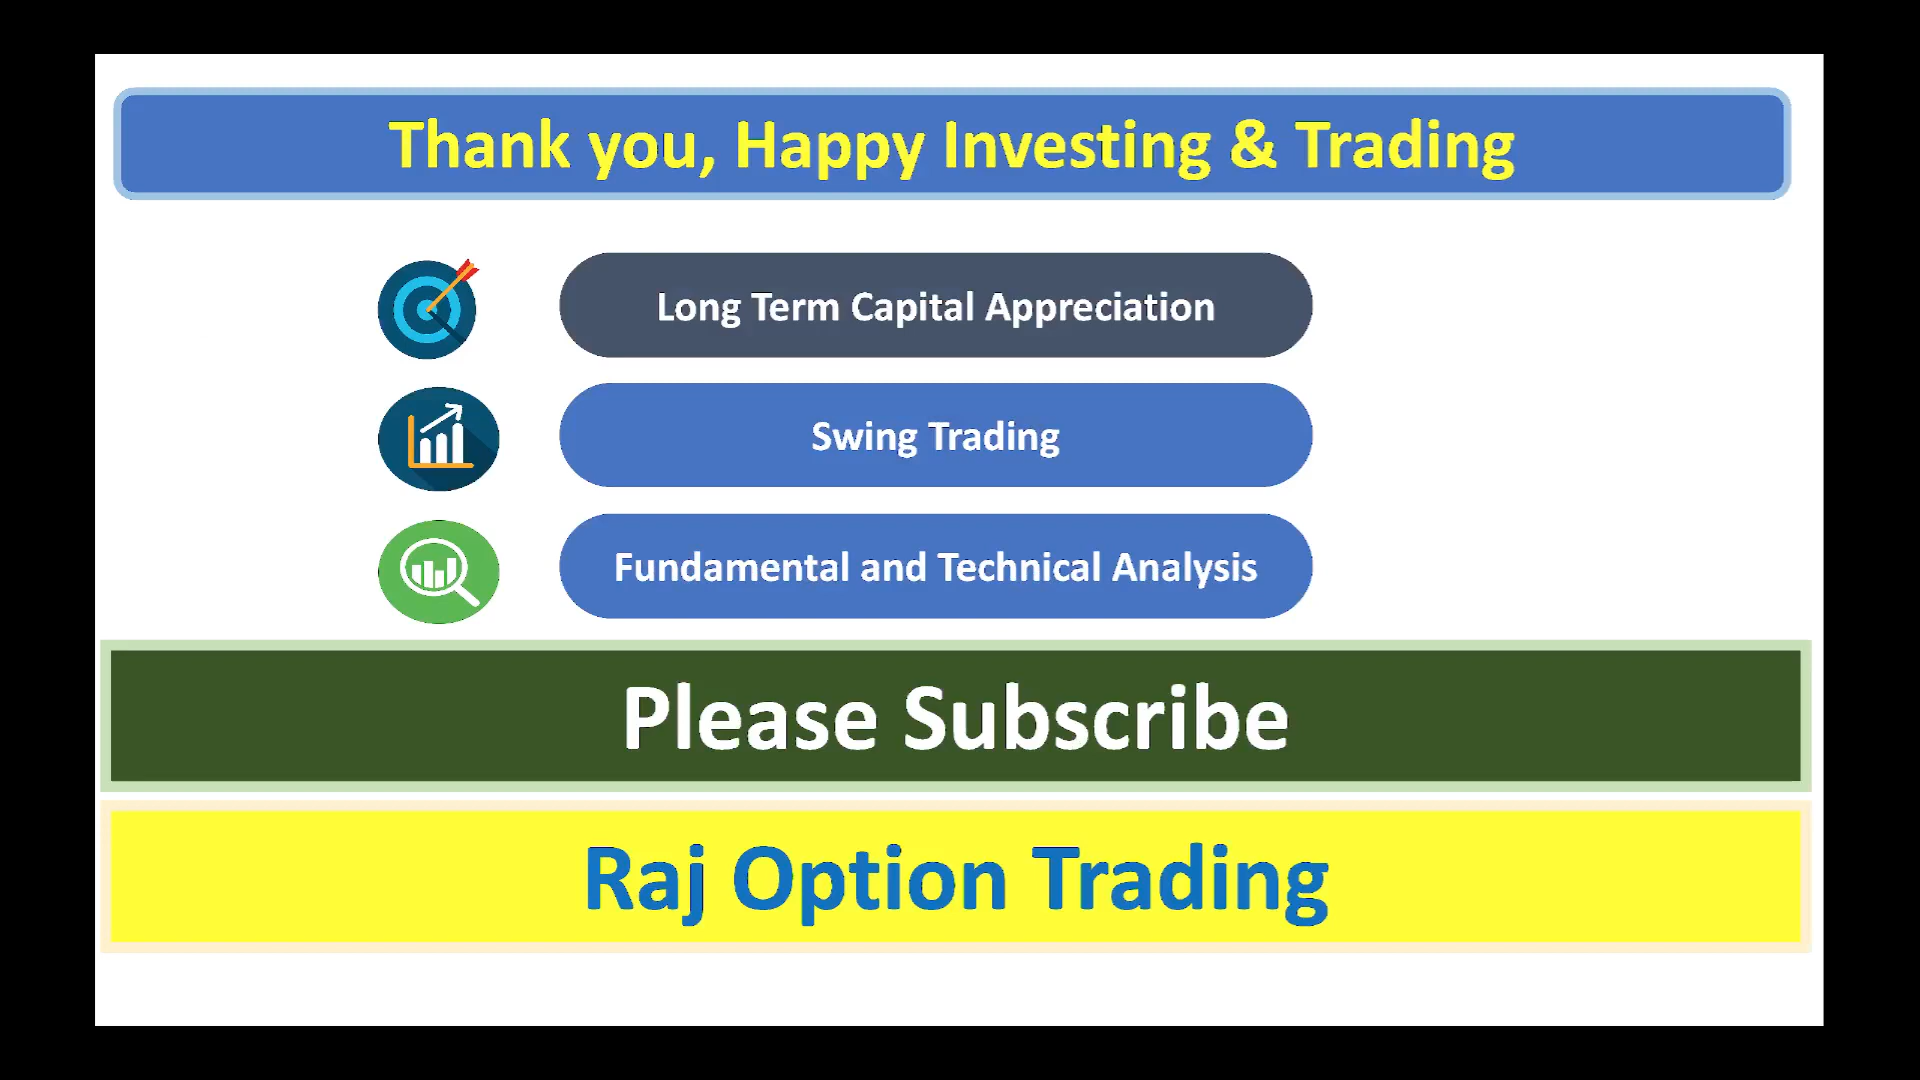 Thank you, Happy Investing & Trading
Long Term Capital Appreciation
Swing Trading
Fundamental and Technical Analysis
Please Subscribe
Raj Option Trading